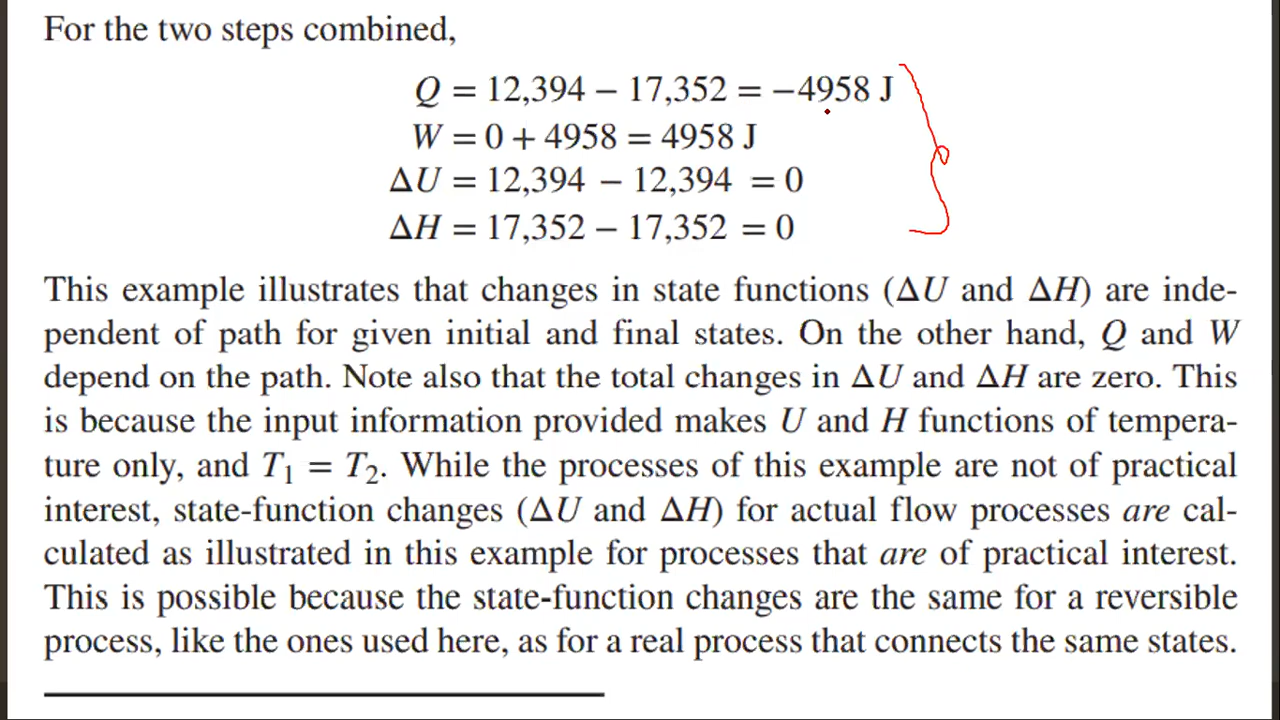 For the two steps combined,
Q = 12,394 − 17,352 = −4958 J
W = 0 + 4958 = 4958 J
ΔU = 12,394 − 12,394 = 0
ΔH = 17,352 − 17,352 = 0
This example illustrates that changes in state functions (ΔU and ΔH) are inde-
pendent of path for given initial and final states. On the other hand, Q and W
depend on the path. Note also that the total changes in ΔU and ΔH are zero. This
is because the input information provided makes U and H functions of tempera-
ture only, and T₁ = T₂. While the processes of this example are not of practical
interest, state-function changes (ΔU and ΔH) for actual flow processes are cal-
culated as illustrated in this example for processes that are of practical interest.
This is possible because the state-function changes are the same for a reversible
process, like the ones used here, as for a real process that connects the same states.